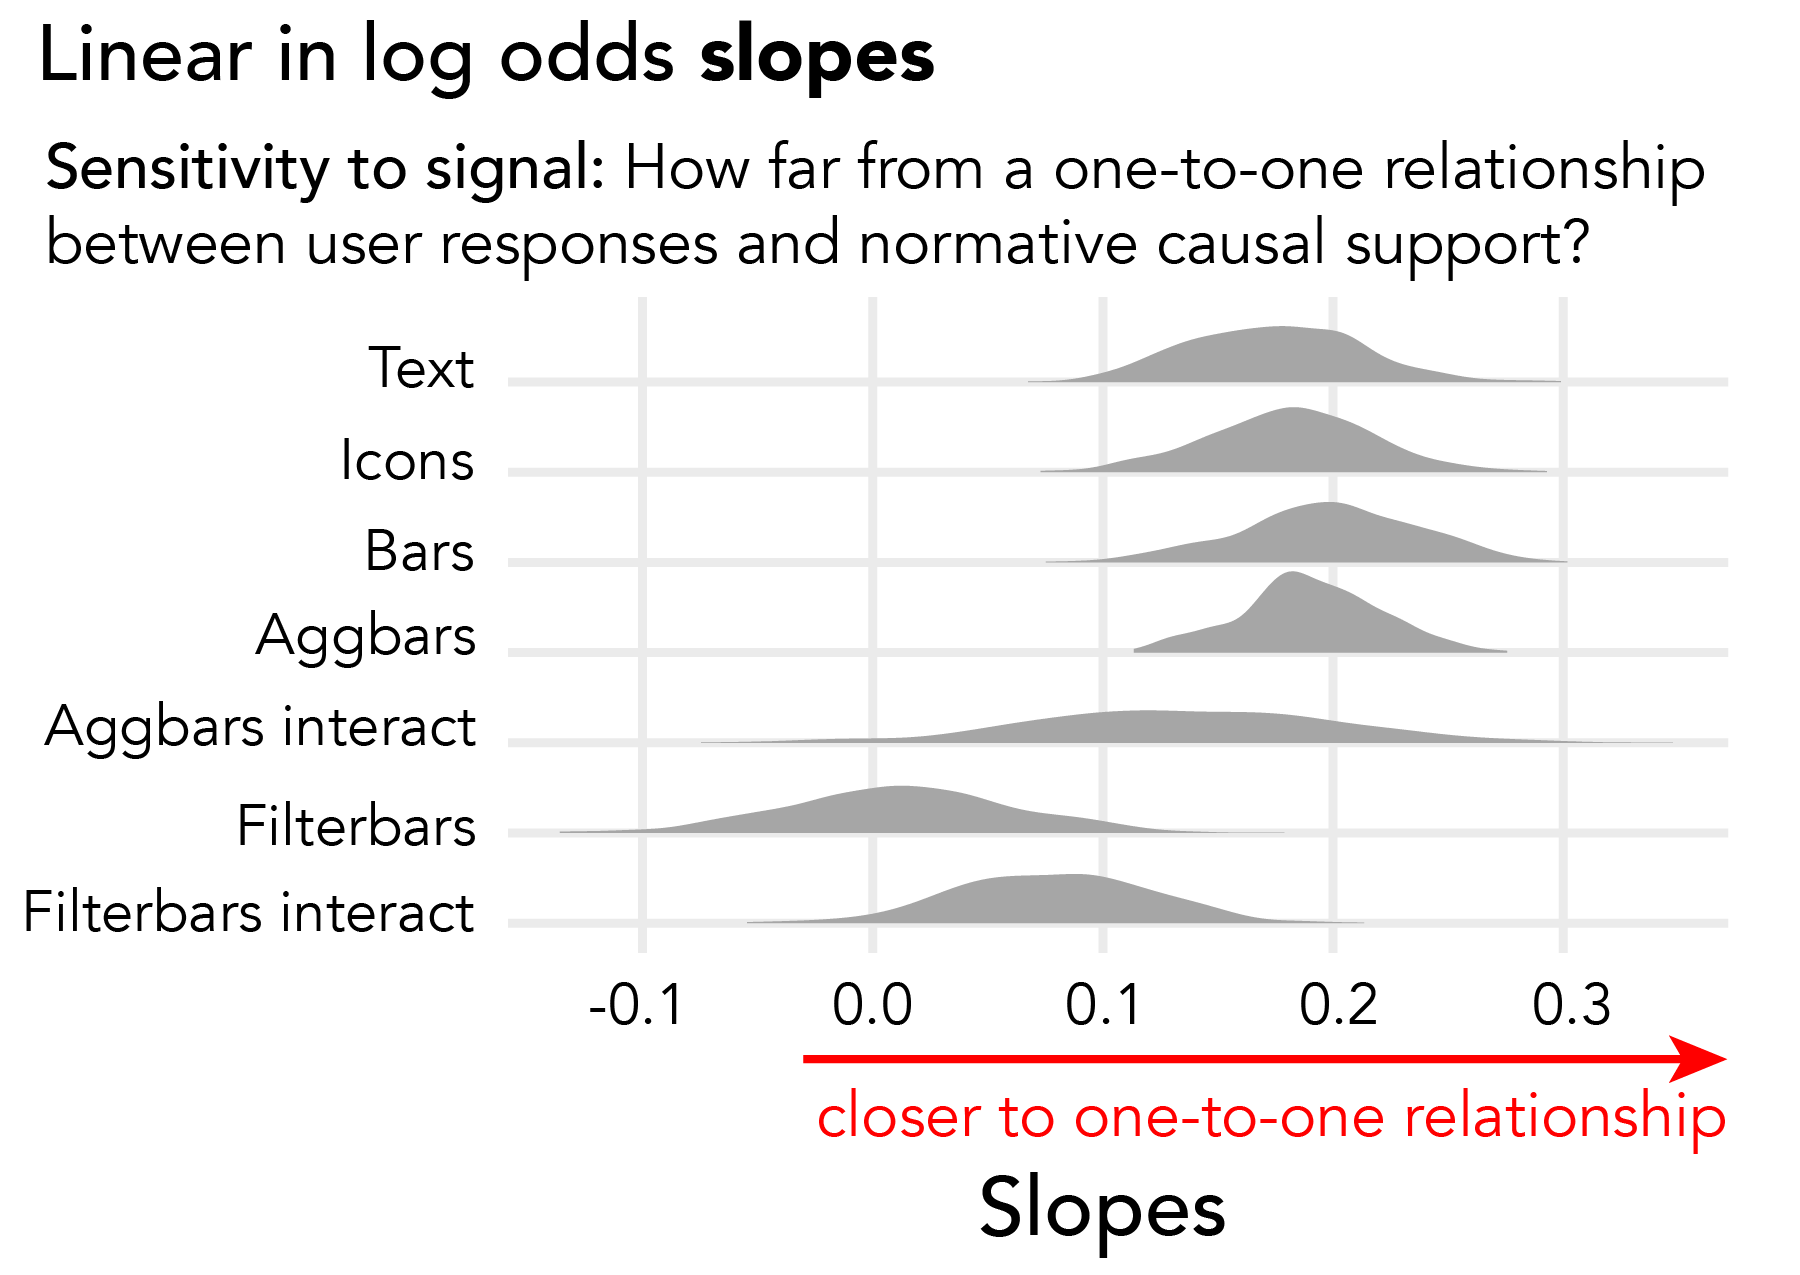 Linear in log odds slopes
Sensitivity to signal: How far from a one-to-one relationship
between user responses and normative causal support?
Text
Icons
Bars
Aggbars
Aggbars interact
Filterbars
Filterbars interact
-0.1 0.0 0.1 0.2 0.3
closer to one-to-one relationship
Slopes